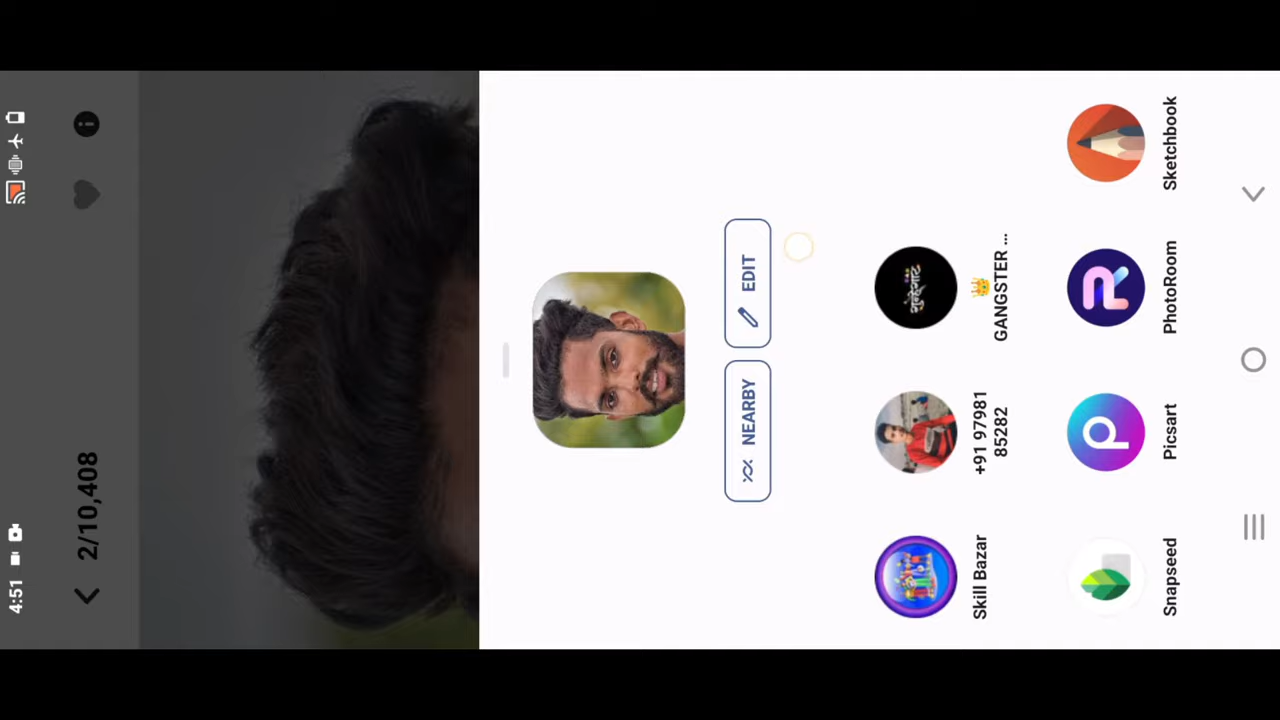 4:51
2/10,408
NEARBY
EDIT
Skill Bazar
+91 97981
85282
👑
GANGSTER ...
Snapseed
Picsart
PhotoRoom
Sketchbook